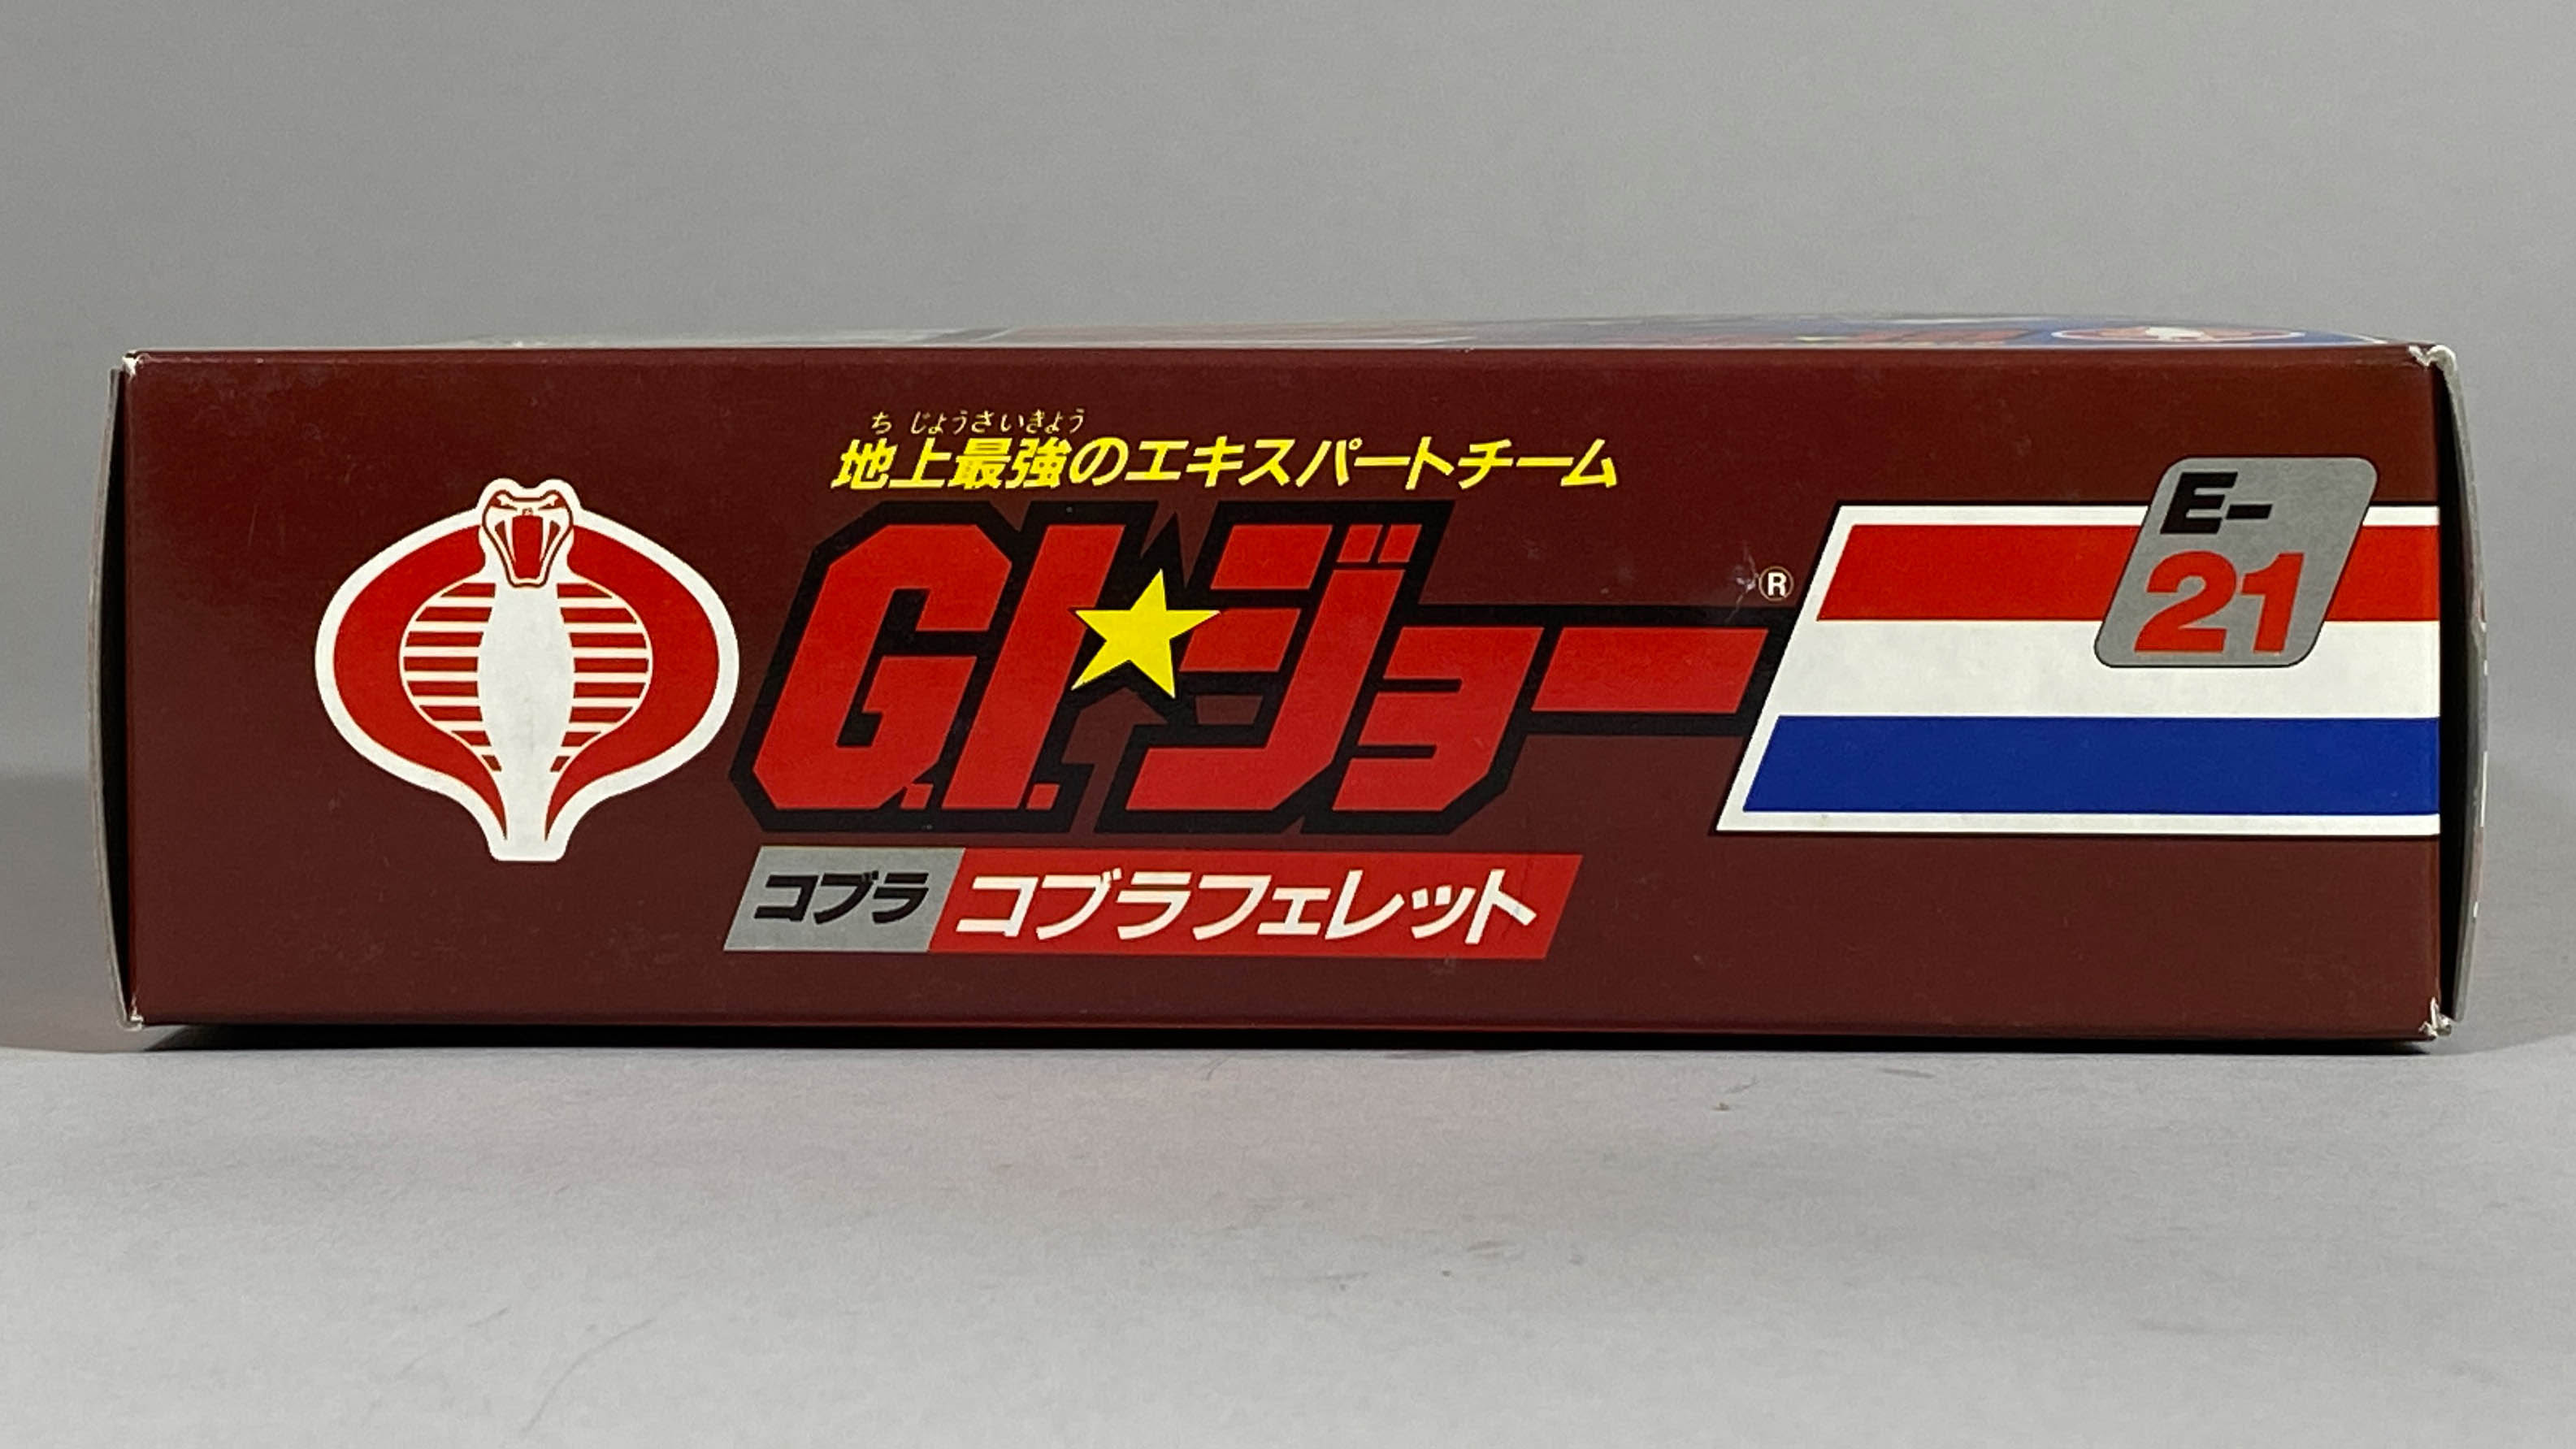 ちじょうさいきょう
地上最強のエキスパートチーム
G.I.ジョー
®
E-
21
コブラ コブラフェレット